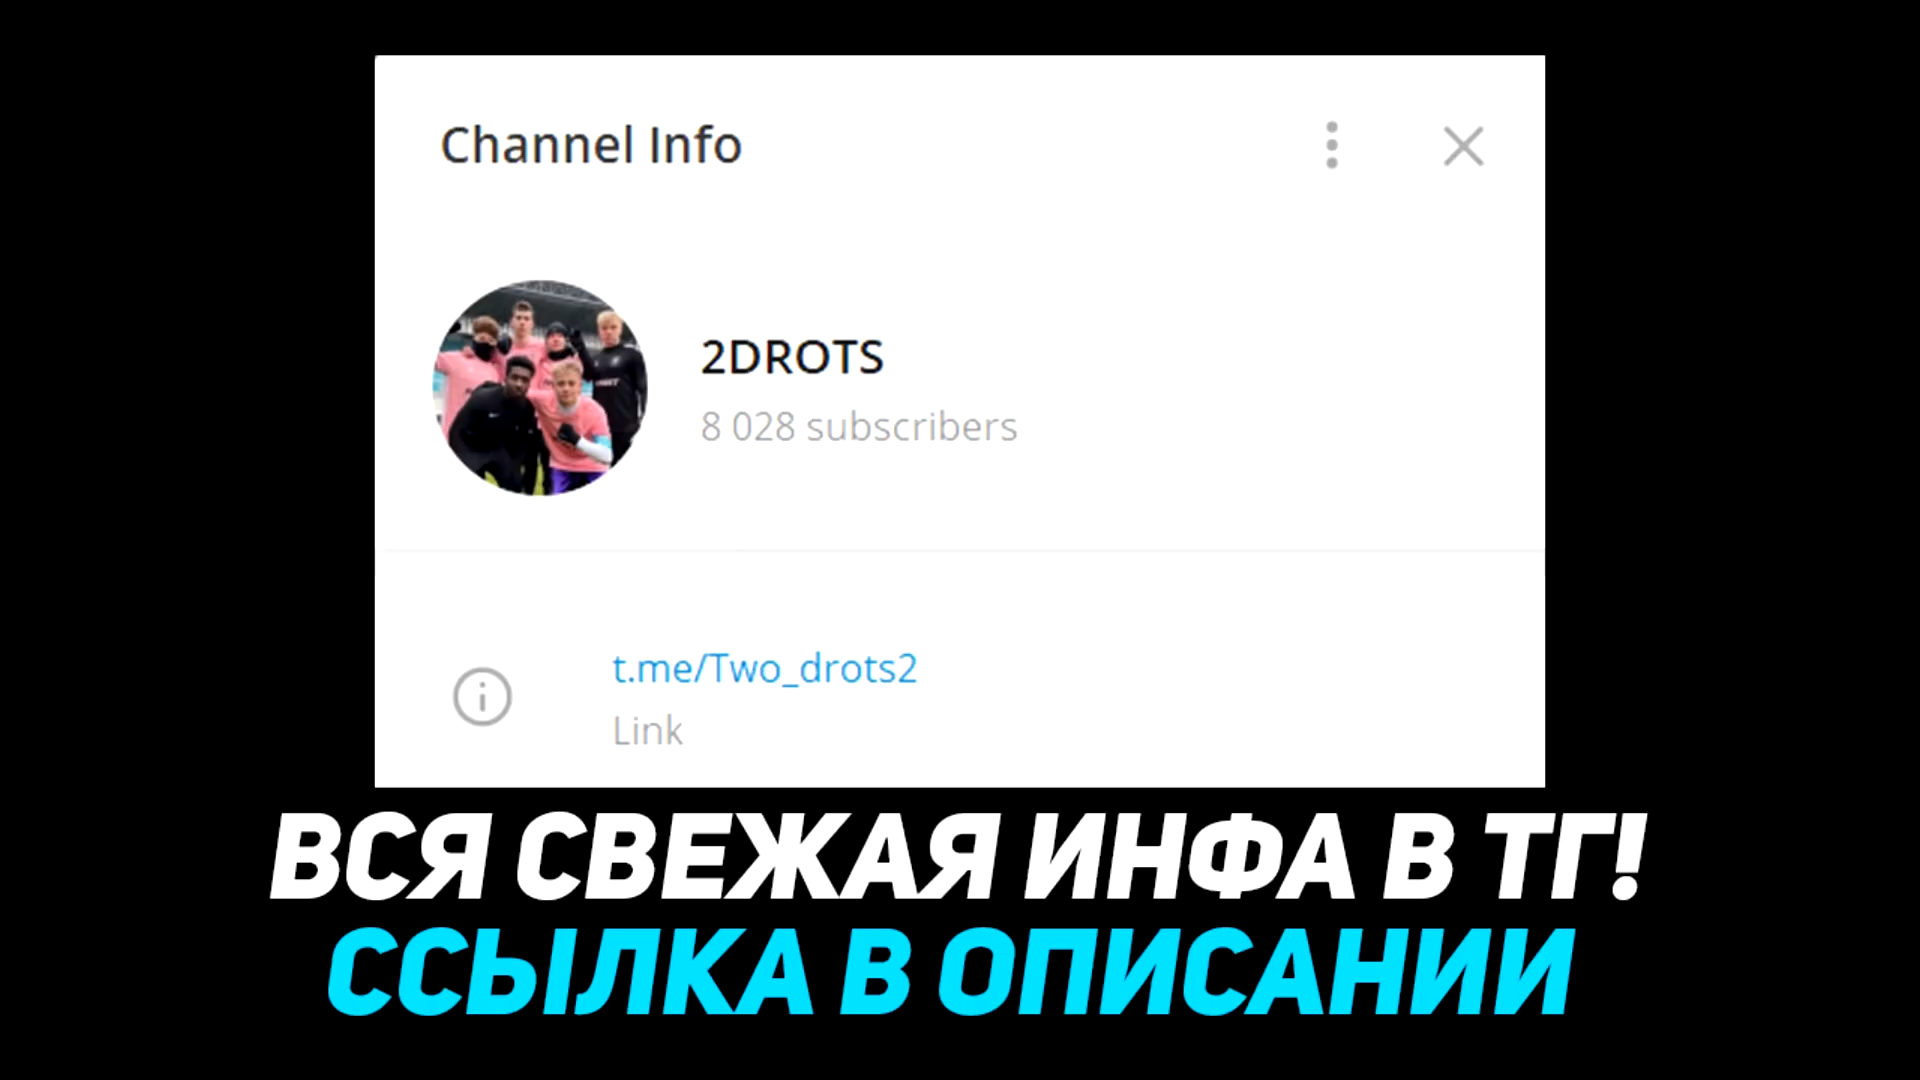 Channel Info
2DROTS
8 028 subscribers
t.me/Two_drots2
Link
ВСЯ СВЕЖАЯ ИНФА В ТГ!
ССЫЛКА В ОПИСАНИИ